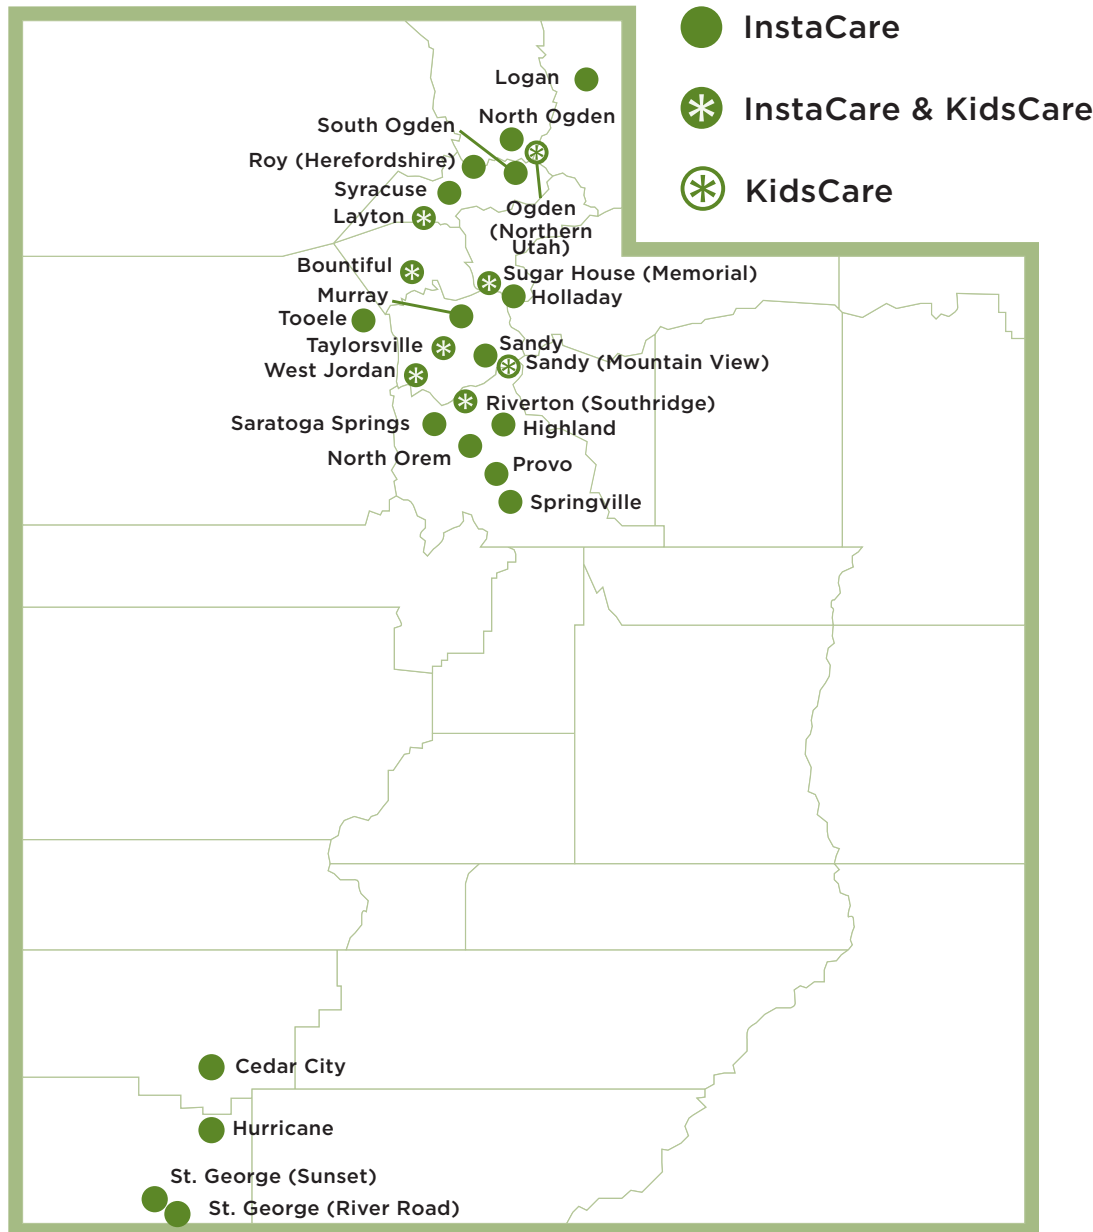 InstaCare
InstaCare & KidsCare
KidsCare
Logan
North Ogden
South Ogden
Roy (Herefordshire)
Syracuse
Layton
Ogden
(Northern
Utah)
Bountiful
Sugar House (Memorial)
Murray
Holladay
Tooele
Taylorsville
Sandy
West Jordan
Sandy (Mountain View)
Riverton (Southridge)
Saratoga Springs
Highland
North Orem
Provo
Springville
Cedar City
Hurricane
St. George (Sunset)
St. George (River Road)